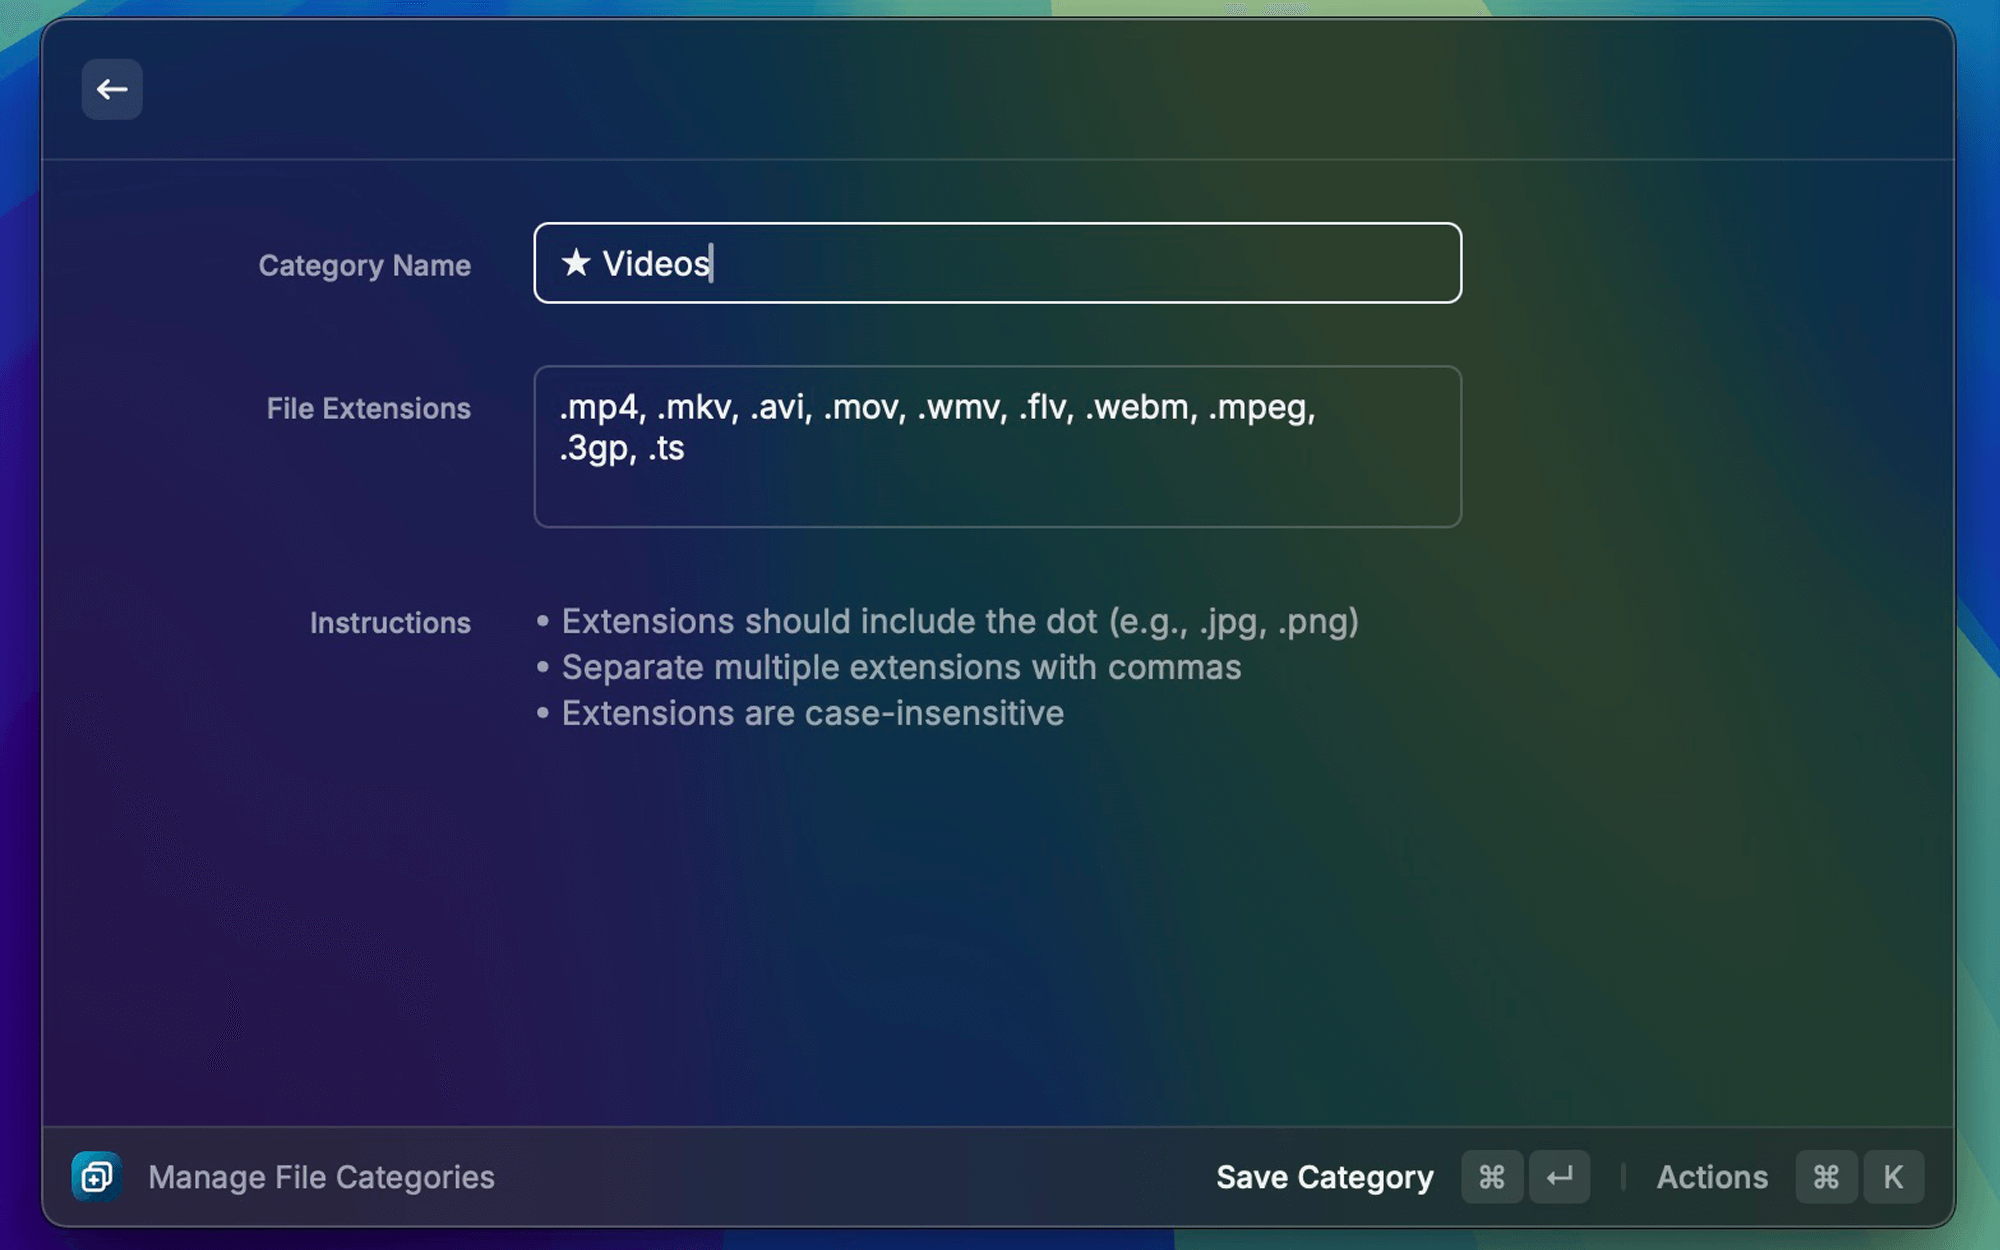 Category Name
★ Videos
File Extensions
.mp4, .mkv, .avi, .mov, .wmv, .flv, .webm, .mpeg,
.3gp, .ts
Instructions
• Extensions should include the dot (e.g., .jpg, .png)
• Separate multiple extensions with commas
• Extensions are case-insensitive
Manage File Categories
Save Category ⌘ ↵ Actions ⌘ K